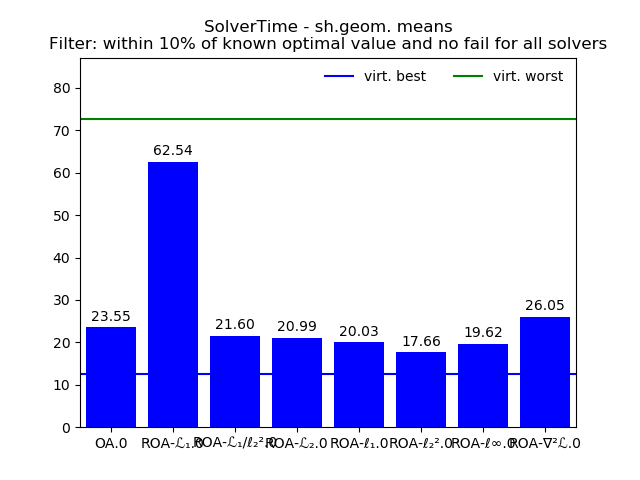 SolverTime - sh.geom. means
Filter: within 10% of known optimal value and no fail for all solvers
virt. best virt. worst
80
70
60
50
40
30
20
10
0
23.55 62.54 21.60 20.99 20.03 17.66 19.62 26.05
OA.0 ROA-ℒ₁.0 ROA-ℒ₁/ℓ₂².0 ROA-ℒ₂.0 ROA-ℓ₁.0 ROA-ℓ₂².0 ROA-ℓ∞.0 ROA-∇²ℒ.0